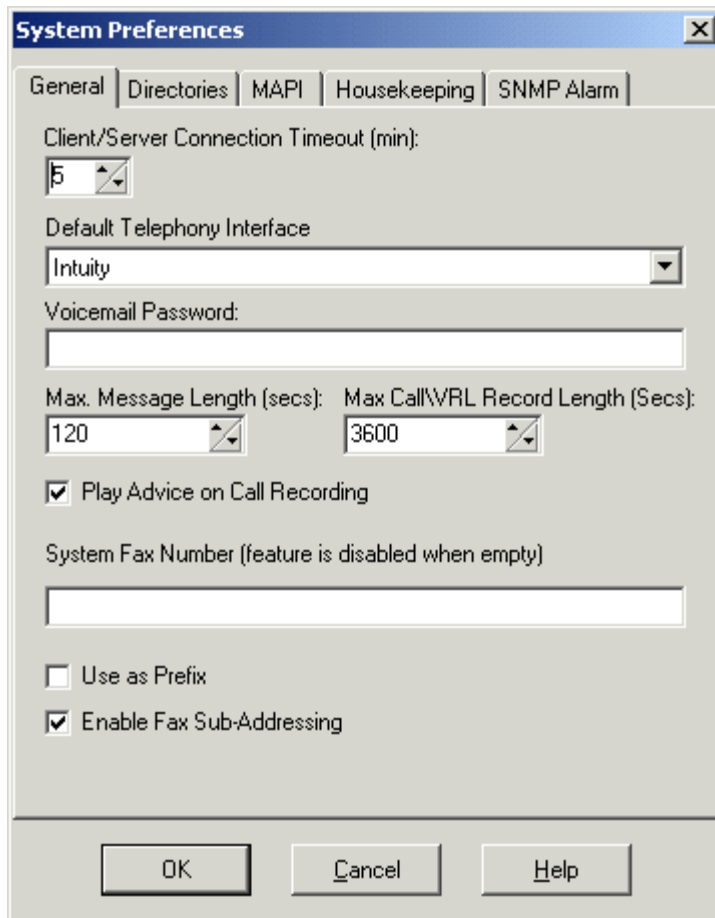 System Preferences
General Directories MAPI Housekeeping SNMP Alarm
Client/Server Connection Timeout (min):
5
Default Telephony Interface
Intuity
Voicemail Password:
Max. Message Length (secs): Max Call\VRL Record Length (Secs):
120 3600
Play Advice on Call Recording
System Fax Number (feature is disabled when empty)
Use as Prefix
Enable Fax Sub-Addressing
OK Cancel Help